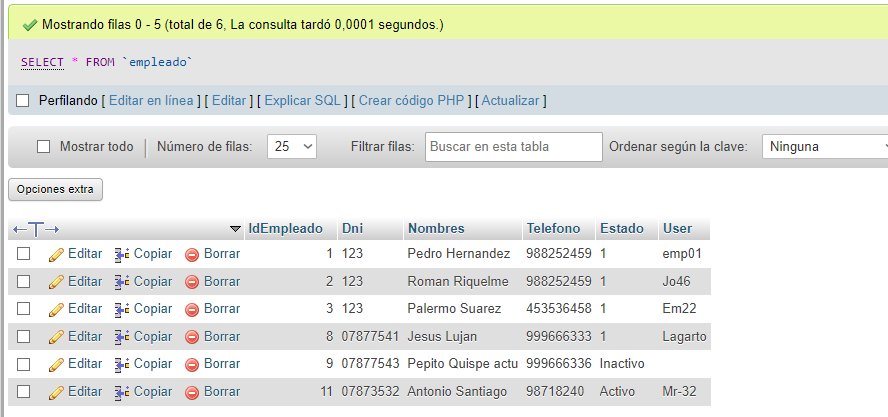 Mostrando filas 0 - 5 (total de 6, La consulta tardó 0,0001 segundos.)
SELECT * FROM `empleado`
Perfilando [ Editar en línea ] [ Editar ] [ Explicar SQL ] [ Crear código PHP ] [ Actualizar ]
Mostrar todo Número de filas: 25 Filtrar filas: Buscar en esta tabla Ordenar según la clave: Ninguna
Opciones extra
←T→ IdEmpleado Dni Nombres Telefono Estado User
Editar Copiar Borrar 1 123 Pedro Hernandez 988252459 1 emp01
Editar Copiar Borrar 2 123 Roman Riquelme 988252459 1 Jo46
Editar Copiar Borrar 3 123 Palermo Suarez 453536458 1 Em22
Editar Copiar Borrar 8 07877541 Jesus Lujan 999666333 1 Lagarto
Editar Copiar Borrar 9 07877543 Pepito Quispe actu 999666336 Inactivo
Editar Copiar Borrar 11 07873532 Antonio Santiago 98718240 Activo Mr-32